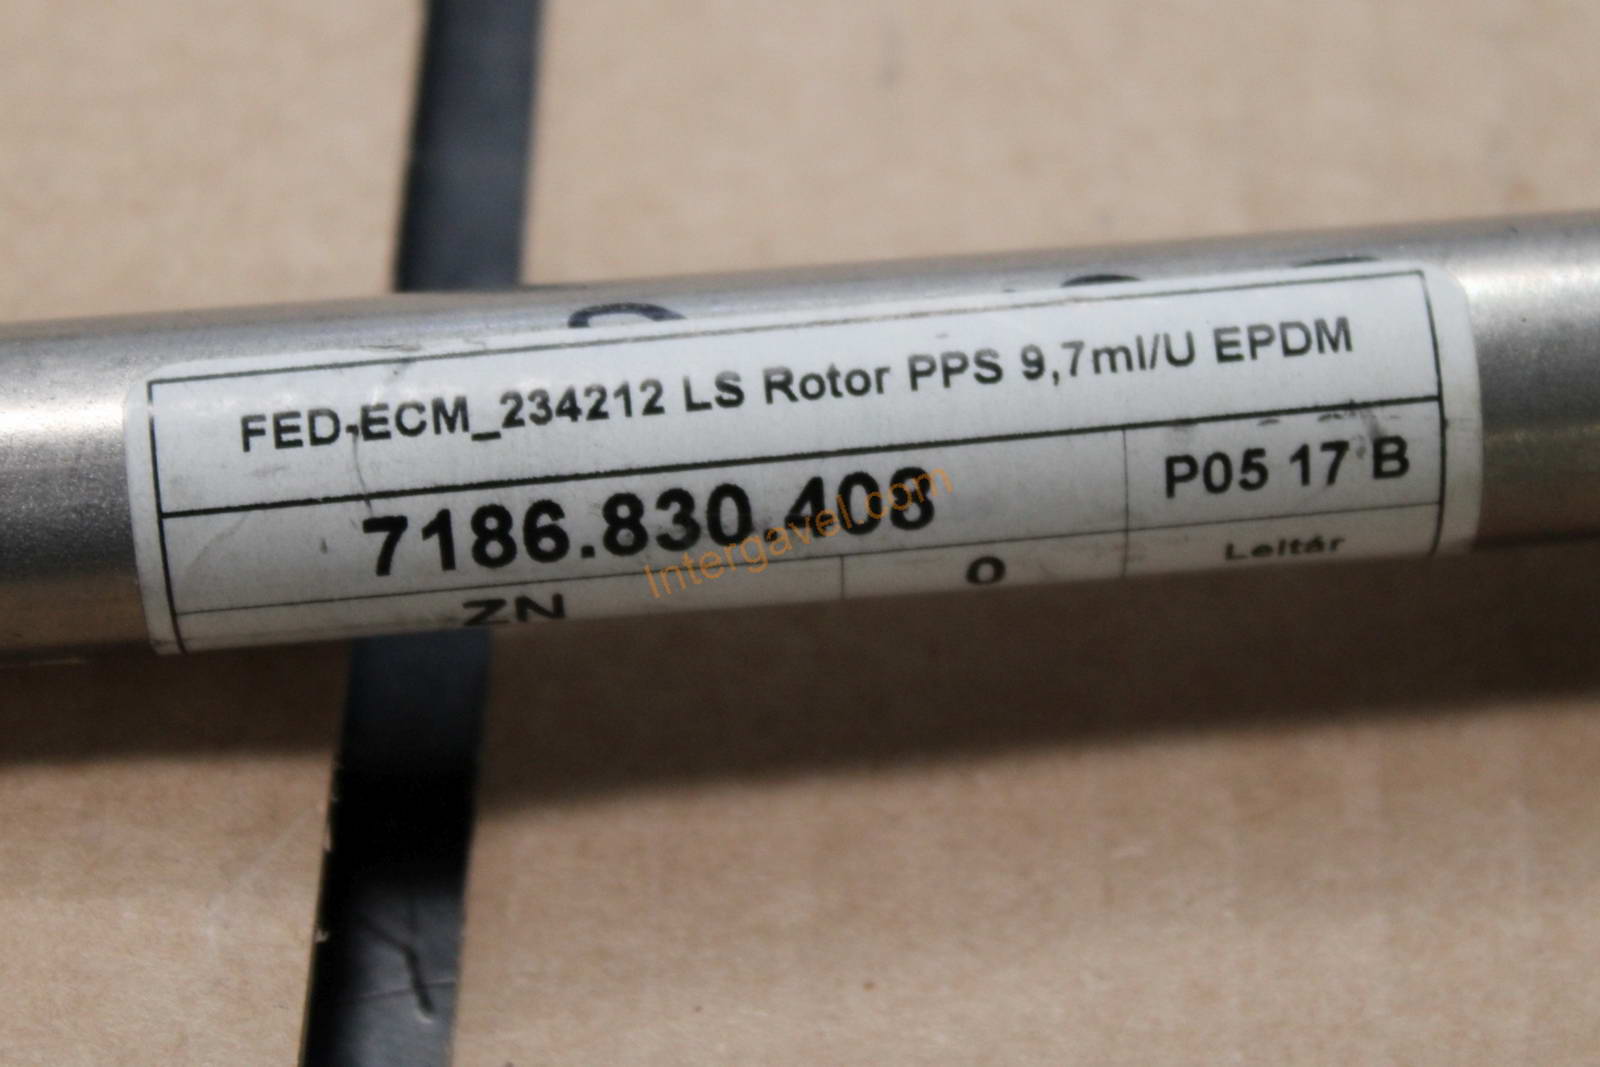 FED-ECM_234212 LS Rotor PPS 9,7ml/U EPDM
7186.830.408
P05 17 B
ZN
0
Leltár
Intergavel.com